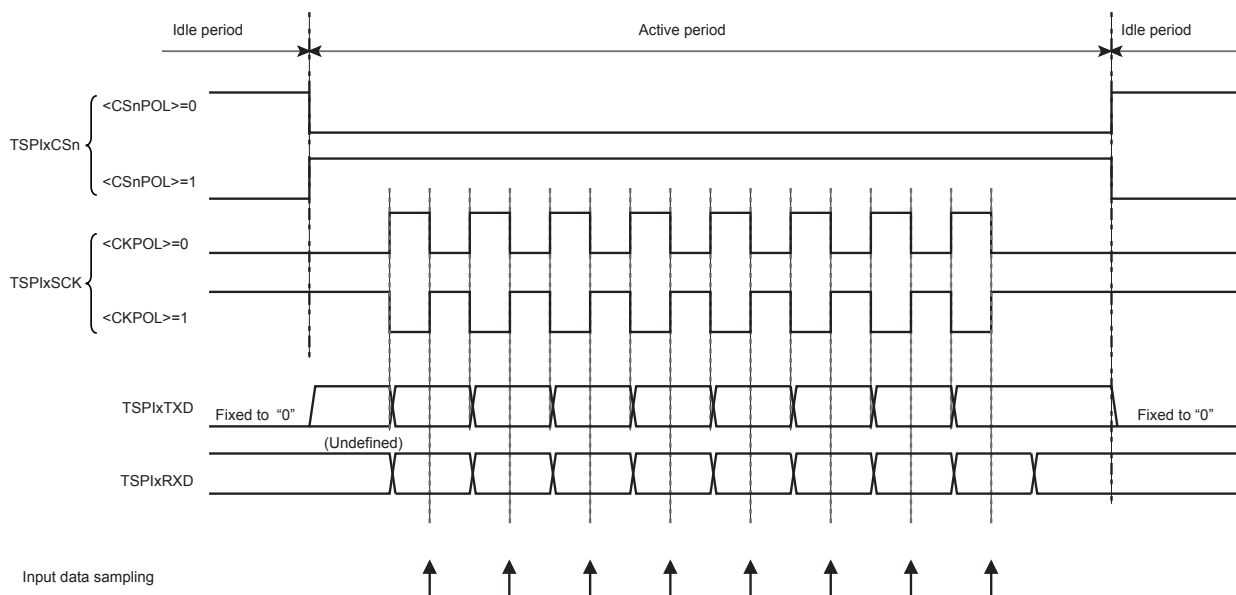 Idle period
Active period
Idle period
<CSnPOL>=0
TSPIxCSn
<CSnPOL>=1
<CKPOL>=0
TSPIxSCK
<CKPOL>=1
TSPIxTXD
Fixed to “0”
Fixed to “0”
(Undefined)
TSPIxRXD
Input data sampling